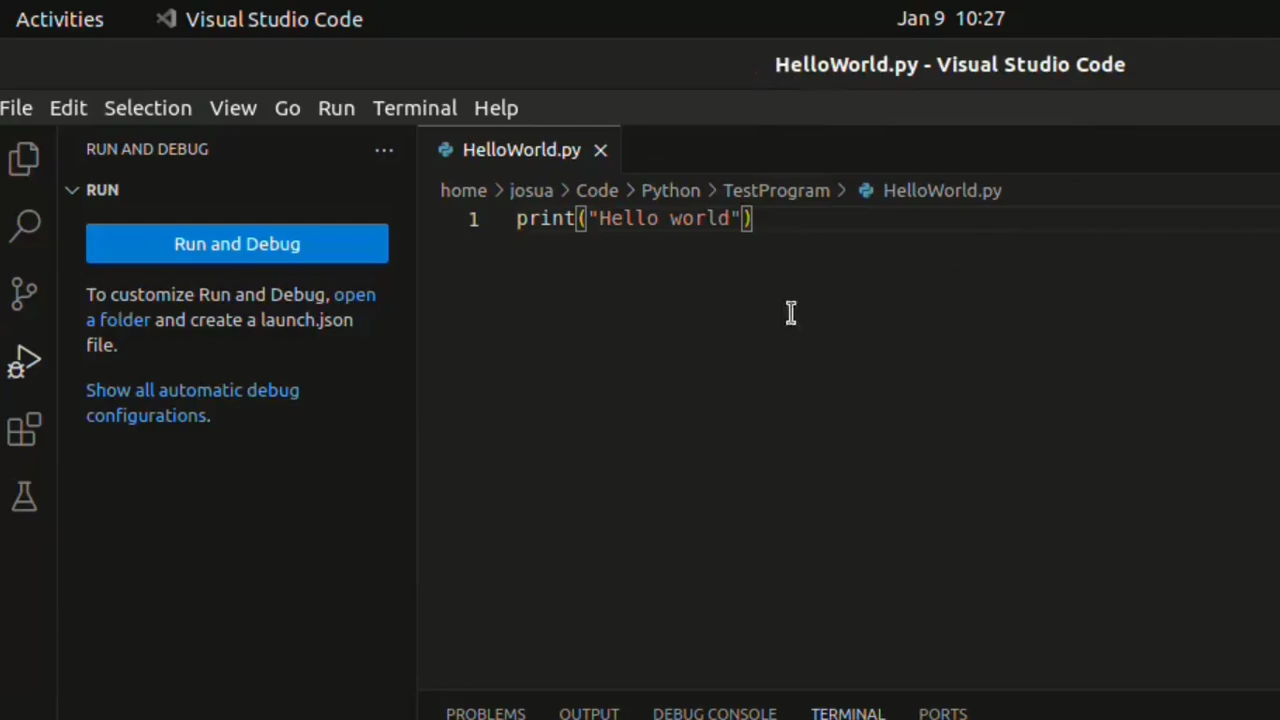 Activities Visual Studio Code Jan 9 10:27
HelloWorld.py - Visual Studio Code
File Edit Selection View Go Run Terminal Help
RUN AND DEBUG ...
RUN
Run and Debug
To customize Run and Debug, open
a folder and create a launch.json
file.
Show all automatic debug
configurations.
HelloWorld.py
home > josua > Code > Python > TestProgram > HelloWorld.py
1 print("Hello world")
PROBLEMS OUTPUT DEBUG CONSOLE TERMINAL PORTS